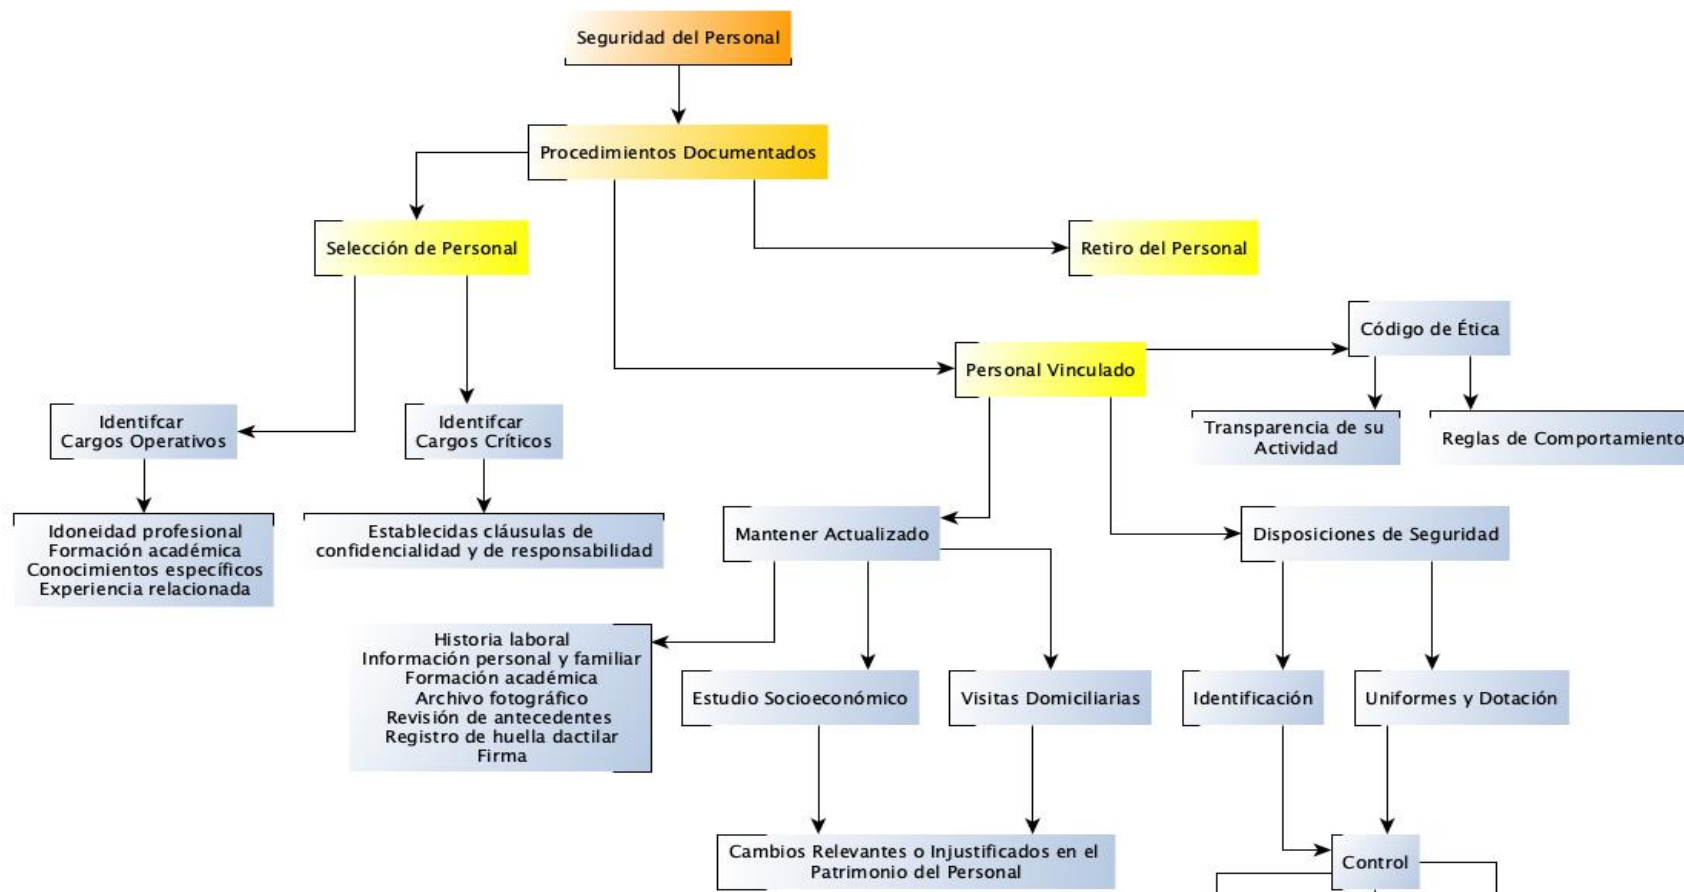 Seguridad del Personal
Procedimientos Documentados
Selección de Personal
Retiro del Personal
Código de Ética
Personal Vinculado
Identifcar
Cargos Operativos
Identifcar
Cargos Críticos
Transparencia de su
Actividad
Reglas de Comportamiento
Idoneidad profesional
Formación académica
Conocimientos específicos
Experiencia relacionada
Establecidas cláusulas de
confidencialidad y de responsabilidad
Mantener Actualizado
Disposiciones de Seguridad
Historia laboral
Información personal y familiar
Formación académica
Archivo fotográfico
Revisión de antecedentes
Registro de huella dactilar
Firma
Estudio Socioeconómico
Visitas Domiciliarias
Identificación
Uniformes y Dotación
Cambios Relevantes o Injustificados en el
Patrimonio del Personal
Control